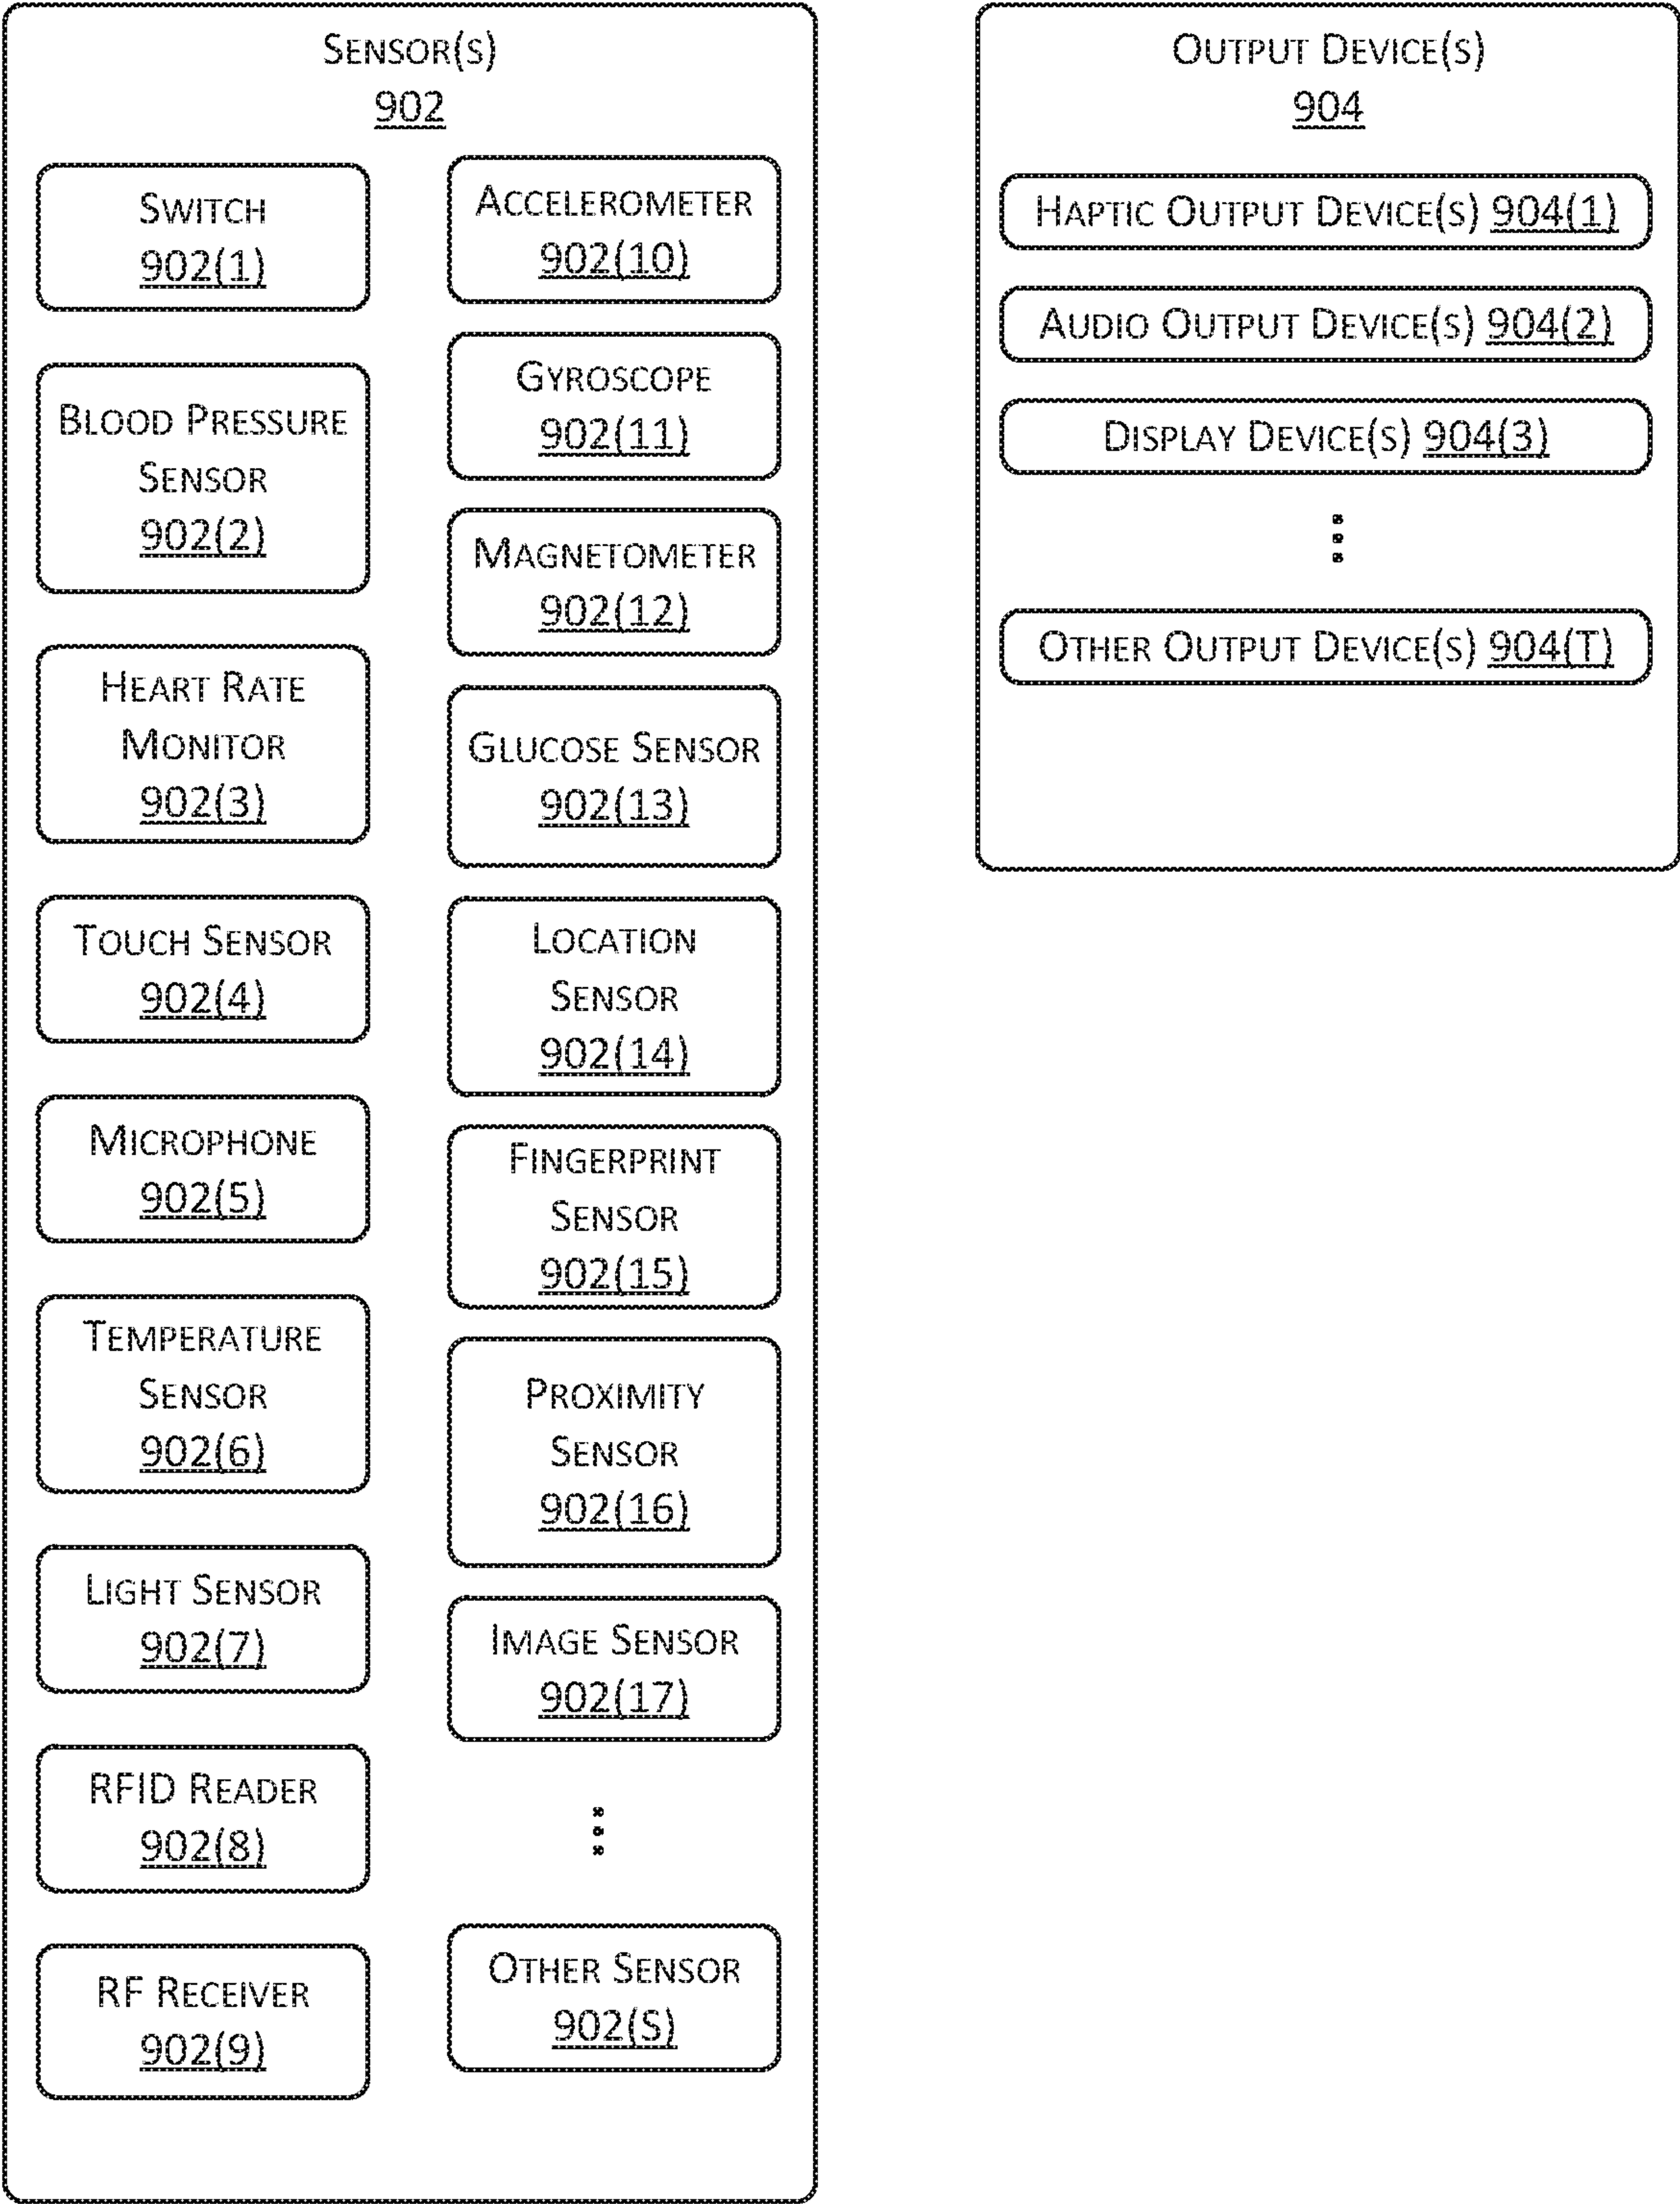 Sensor(s)
902
Switch
902(1)
Blood Pressure
Sensor
902(2)
Heart Rate
Monitor
902(3)
Touch Sensor
902(4)
Microphone
902(5)
Temperature
Sensor
902(6)
Light Sensor
902(7)
RFID Reader
902(8)
RF Receiver
902(9)
Accelerometer
902(10)
Gyroscope
902(11)
Magnetometer
902(12)
Glucose Sensor
902(13)
Location
Sensor
902(14)
Fingerprint
Sensor
902(15)
Proximity
Sensor
902(16)
Image Sensor
902(17)
Other Sensor
902(S)
Output Device(s)
904
Haptic Output Device(s) 904(1)
Audio Output Device(s) 904(2)
Display Device(s) 904(3)
Other Output Device(s) 904(T)